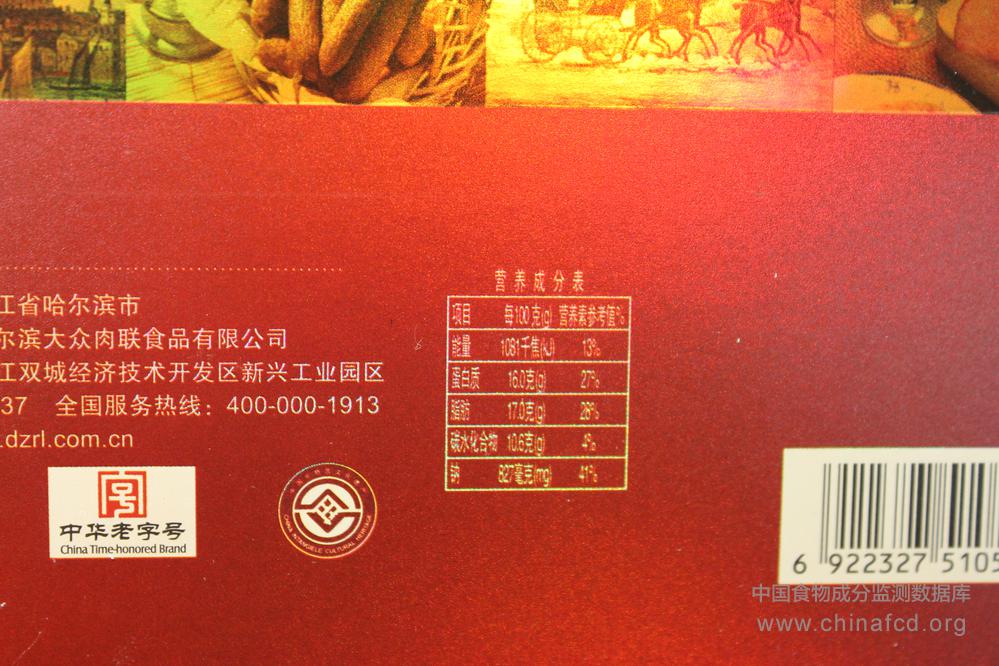 江省哈尔滨市
尔滨大众肉联食品有限公司
江双城经济技术开发区新兴工业园区
37 全国服务热线：400-000-1913
.dzrl.com.cn
中华老字号
China Time-honored Brand
CHINA INTANGIBLE CULTURAL HERITAGE
营养成分表
项目 每100克(g) 营养素参考值%
能量 1081千焦(kJ) 13%
蛋白质 16.0克(g) 27%
脂肪 17.0克(g) 28%
碳水化合物 10.6克(g) 4%
钠 827毫克(mg) 41%
6 922327 5105
中国食物成分监测数据库
www.chinafcd.org